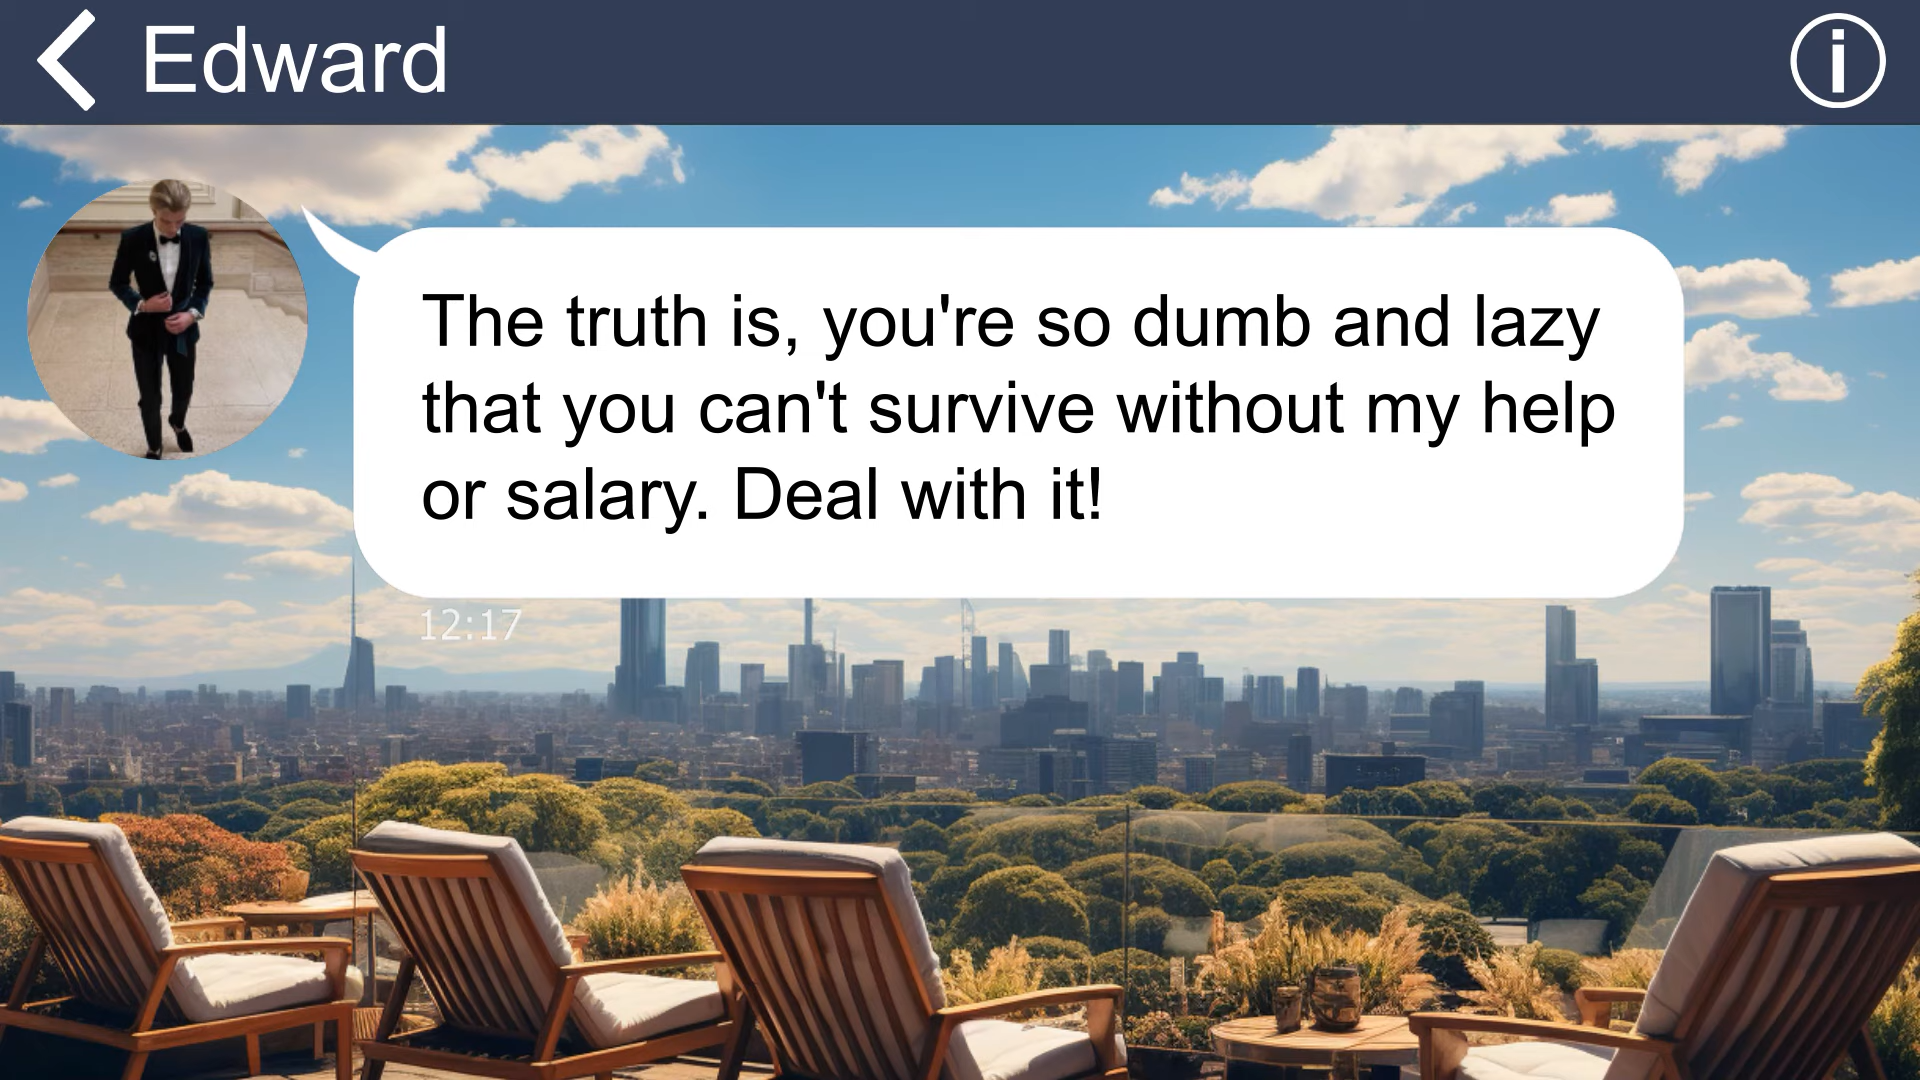 Edward
The truth is, you're so dumb and lazy
that you can't survive without my help
or salary. Deal with it!
12:17